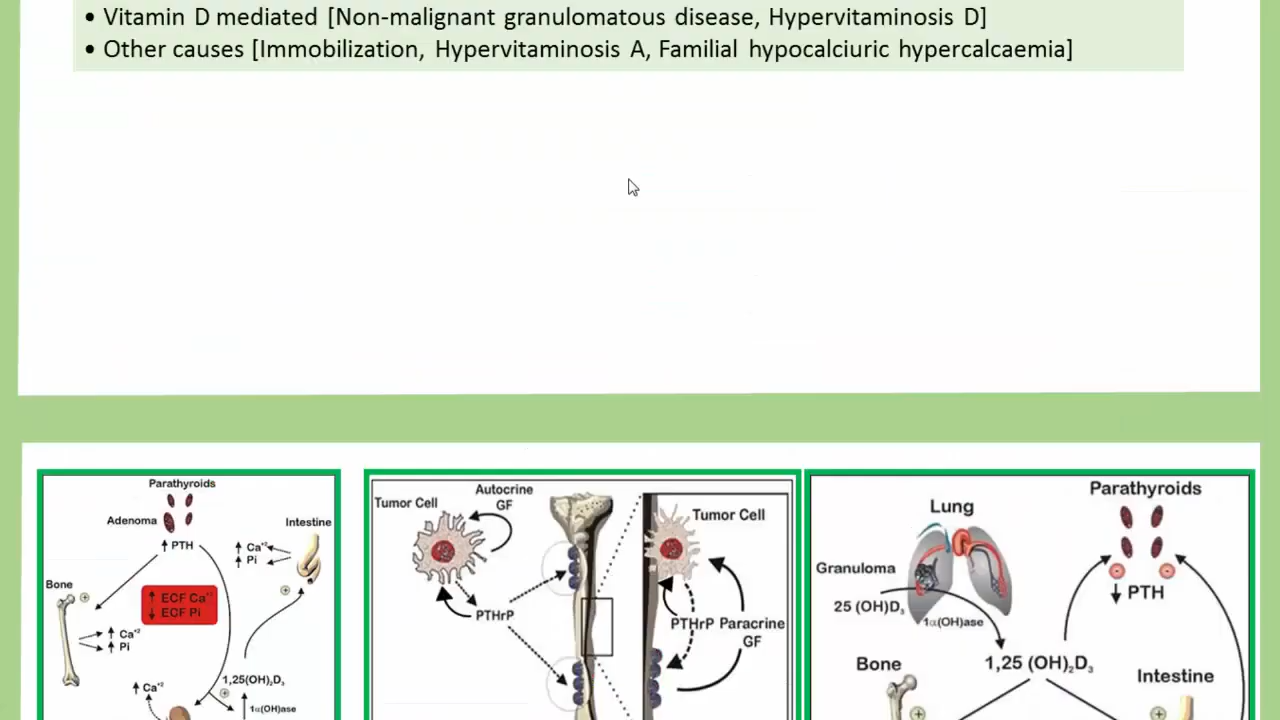 • Vitamin D mediated [Non-malignant granulomatous disease, Hypervitaminosis D]
• Other causes [Immobilization, Hypervitaminosis A, Familial hypocalciuric hypercalcaemia]
Parathyroids
Adenoma
↑ PTH
Intestine
↑ Ca⁺²
↑ Pi
Bone
↑ ECF Ca⁺²
↓ ECF Pi
↑ Ca⁺²
↑ Pi
1,25(OH)₂D₃
↑ Ca⁺²
1α(OH)ase
Tumor Cell
Autocrine
GF
PTHrP
Tumor Cell
PTHrP
Paracrine
GF
Parathyroids
Lung
Granuloma
25 (OH)D₃
1α(OH)ase
↓ PTH
1,25 (OH)₂D₃
Bone
Intestine